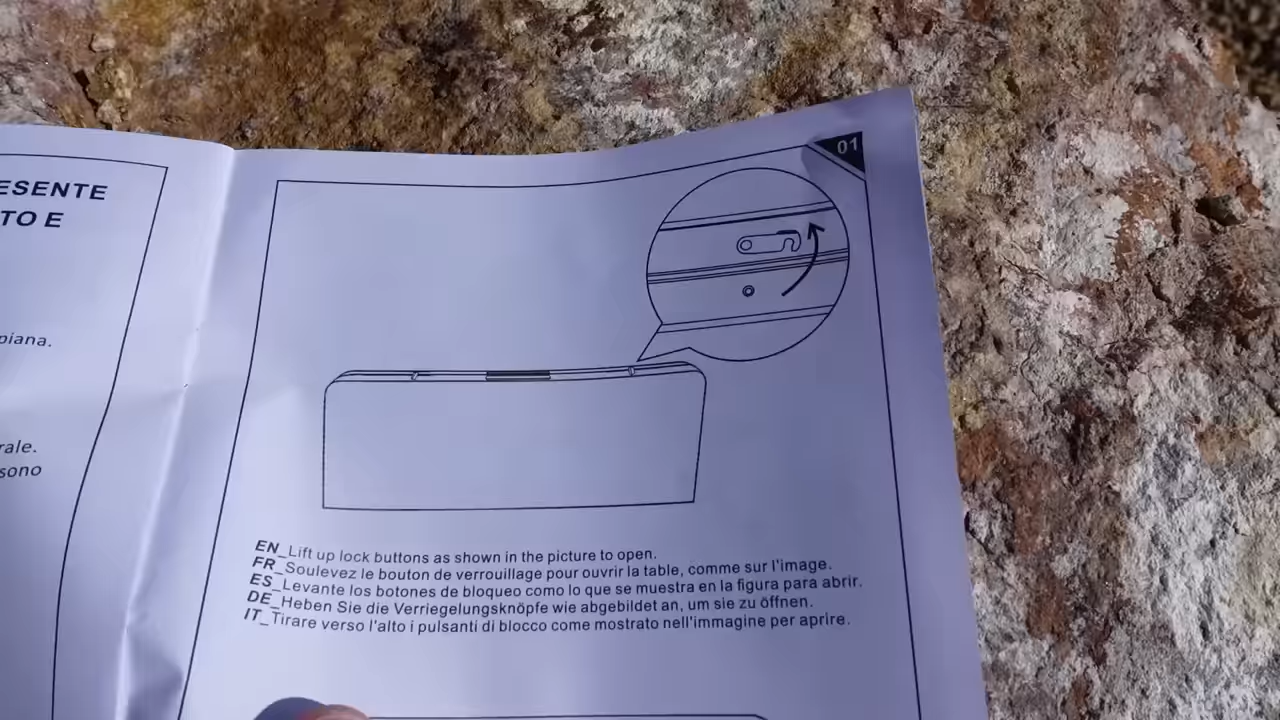 ESENTE
TO E
piana.
rale.
sono
01
EN_Lift up lock buttons as shown in the picture to open.
FR_Soulevez le bouton de verrouillage pour ouvrir la table, comme sur l'image.
ES_Levante los botones de bloqueo como lo que se muestra en la figura para abrir.
DE_Heben Sie die Verriegelungsknöpfe wie abgebildet an, um sie zu öffnen.
IT_Tirare verso l'alto i pulsanti di blocco come mostrato nell'immagine per aprire.